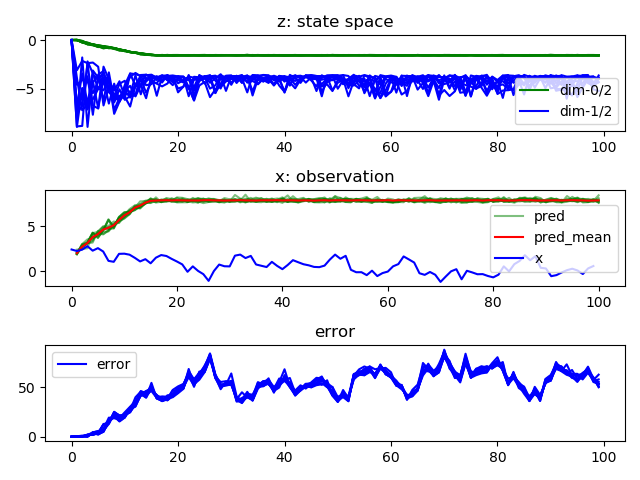 z: state space
0
−5
dim-0/2
dim-1/2
0 20 40 60 80 100
x: observation
5
0
pred
pred_mean
x
0 20 40 60 80 100
error
50
0
error
0 20 40 60 80 100